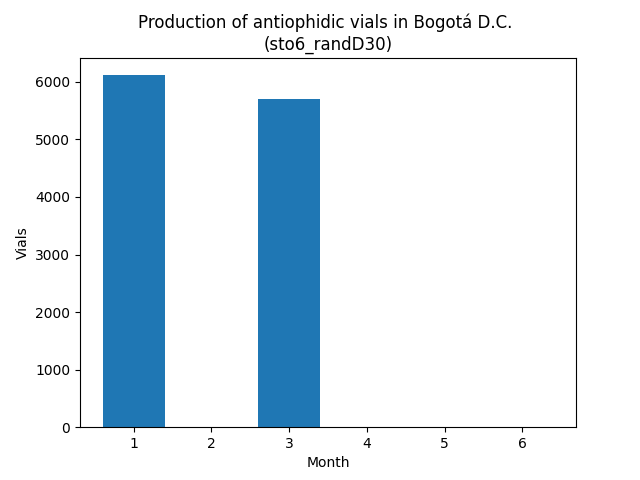 Production of antiophidic vials in Bogotá D.C.
(sto6_randD30)
6000
5000
4000
3000
2000
1000
0
Vials
1 2 3 4 5 6
Month